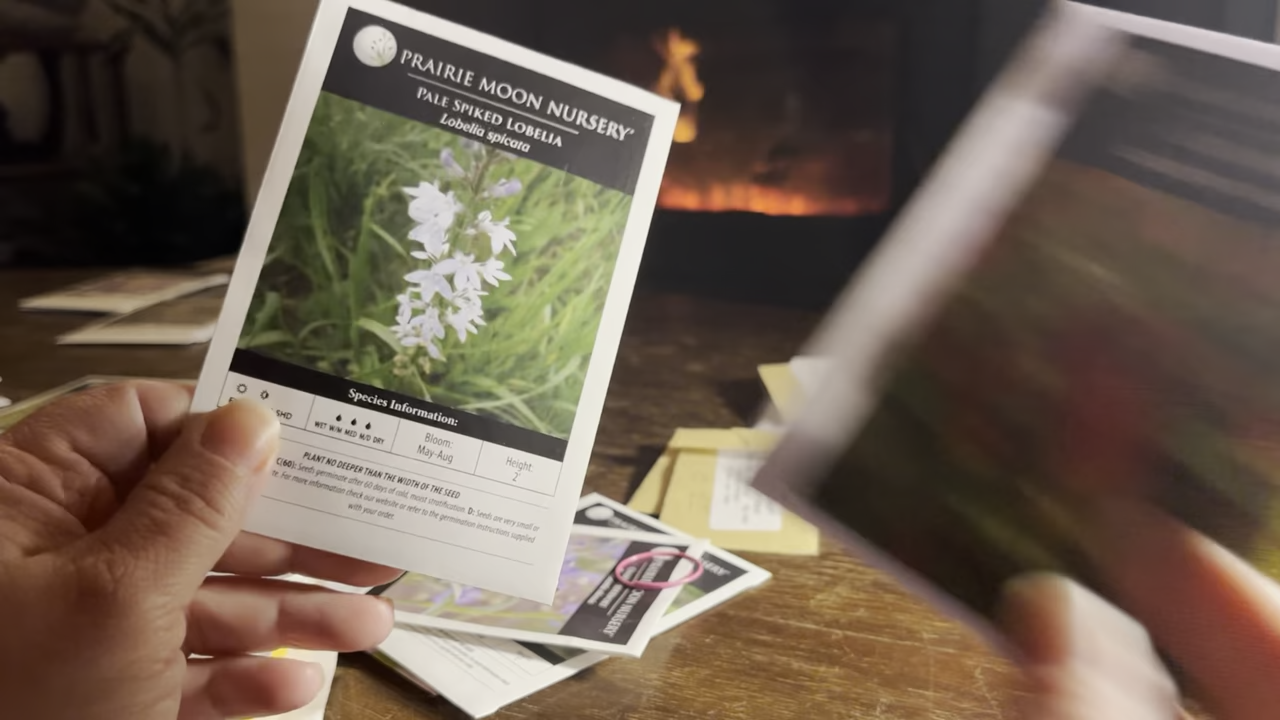 PRAIRIE MOON NURSERY®
PALE SPIKED LOBELIA
Lobelia spicata
Species Information:
SHD
WET W/M MED M/D DRY
Bloom:
May-Aug
Height:
2'
PLANT NO DEEPER THAN THE WIDTH OF THE SEED
C(60): Seeds germinate after 60 days of cold, moist stratification. D: Seeds are very small or
For more information check our website or refer to the germination instructions supplied
with your order.
NURSERY